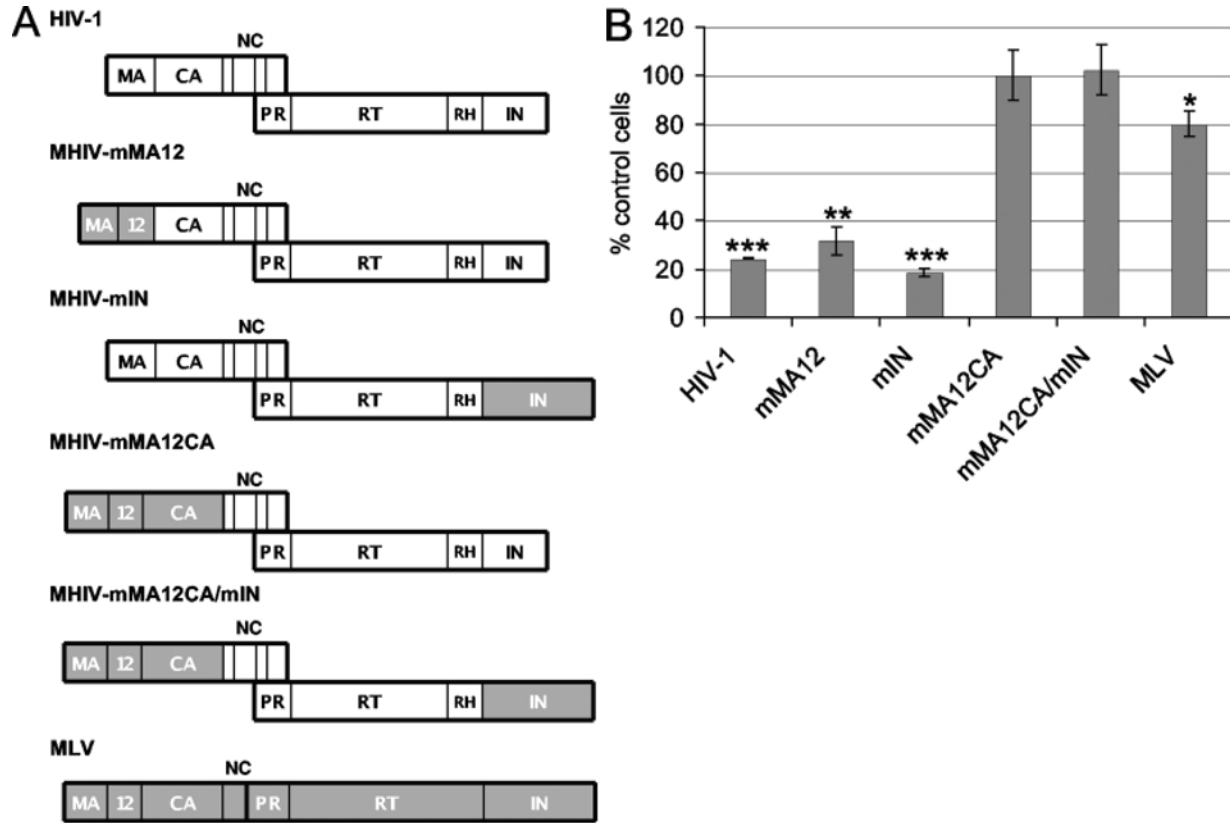 A
HIV-1
NC
MA CA
PR RT RH IN
MHIV-mMA12
NC
MA 12 CA
PR RT RH IN
MHIV-mIN
NC
MA CA
PR RT RH IN
MHIV-mMA12CA
NC
MA 12 CA
PR RT RH IN
MHIV-mMA12CA/mIN
NC
MA 12 CA
PR RT RH IN
MLV
NC
MA 12 CA PR RT IN
B
% control cells
120
100
80
60
40
20
0
***
**
***
*
HIV-1
mMA12
mIN
mMA12CA
mMA12CA/mIN
MLV